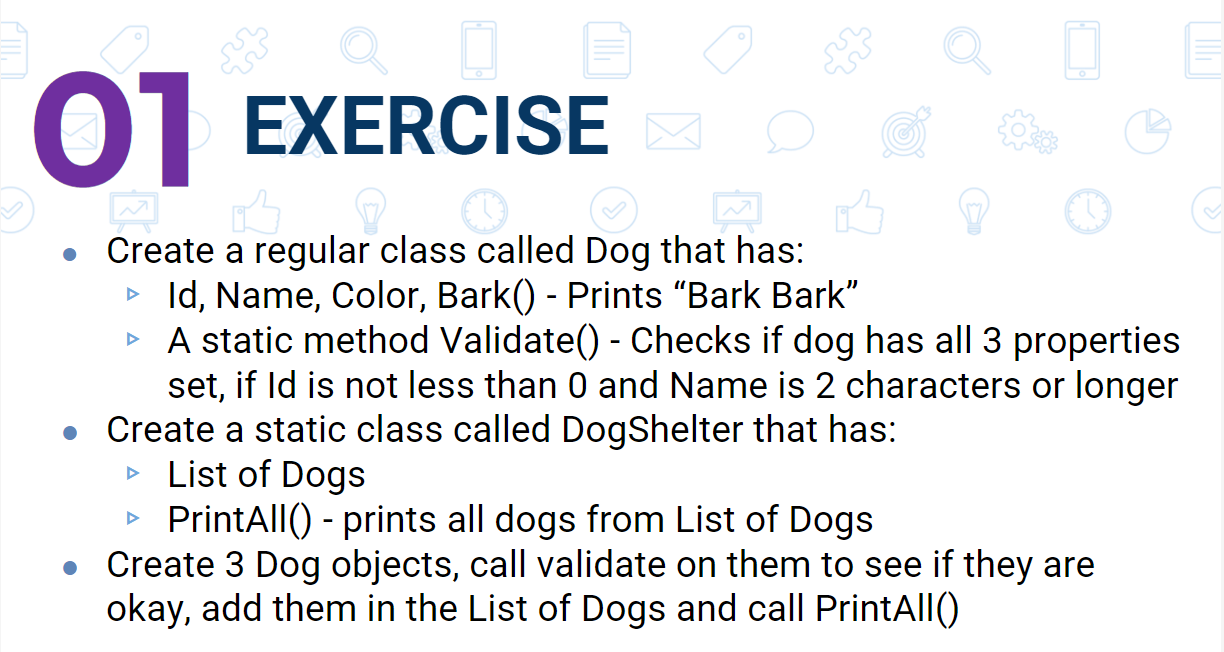 01 EXERCISE
Create a regular class called Dog that has:
Id, Name, Color, Bark() - Prints “Bark Bark”
A static method Validate() - Checks if dog has all 3 properties
set, if Id is not less than 0 and Name is 2 characters or longer
Create a static class called DogShelter that has:
List of Dogs
PrintAll() - prints all dogs from List of Dogs
Create 3 Dog objects, call validate on them to see if they are
okay, add them in the List of Dogs and call PrintAll()